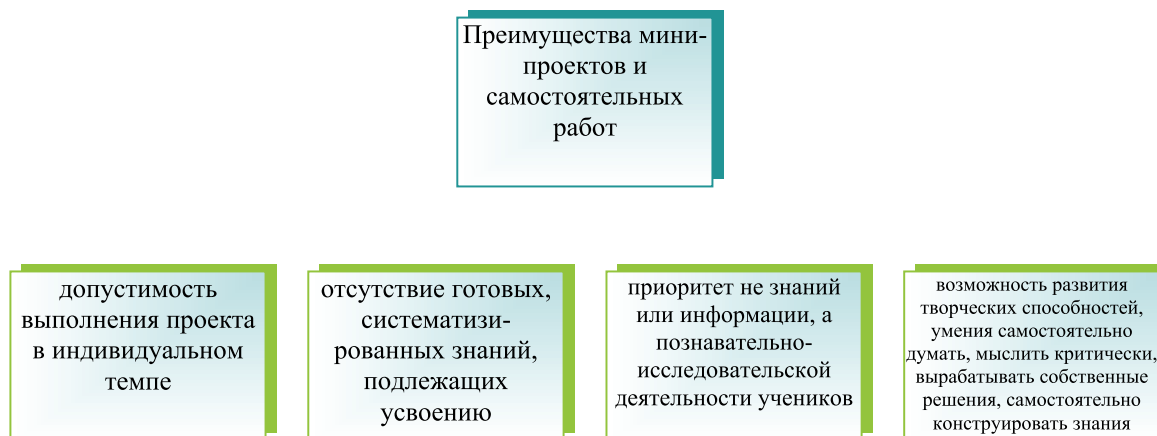 Преимущества мини-
проектов и
самостоятельных
работ
допустимость
выполнения проекта
в индивидуальном
темпе
отсутствие готовых,
систематизи-
рованных знаний,
подлежащих
усвоению
приоритет не знаний
или информации, а
познавательно-
исследовательской
деятельности учеников
возможность развития
творческих способностей,
умения самостоятельно
думать, мыслить критически,
вырабатывать собственные
решения, самостоятельно
конструировать знания